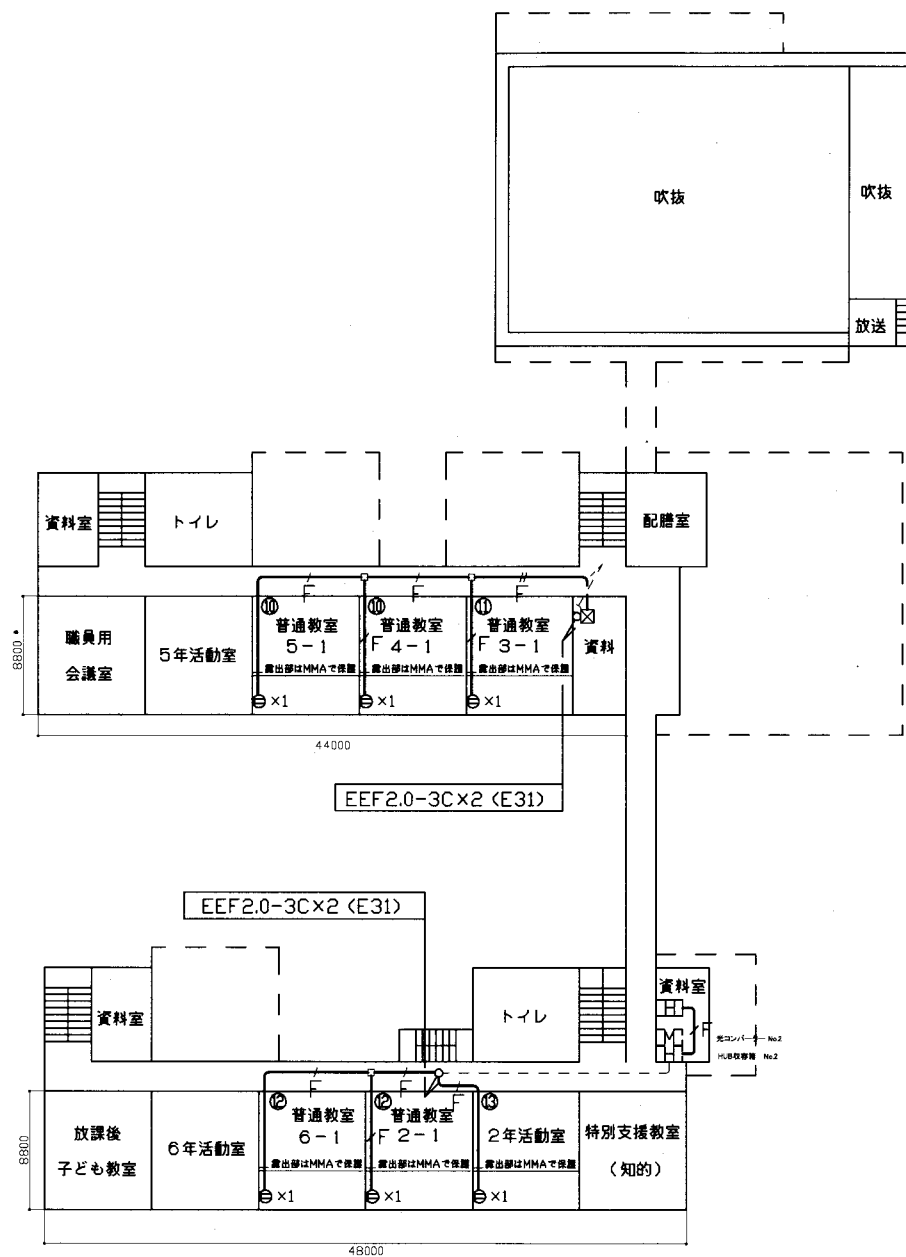 吹抜
吹抜
放送
資料室
トイレ
配膳室
F
F
F
⑩
⑩
⑪
職員用
会議室
5年活動室
普通教室
5-1
露出部はMMAで保護
F
普通教室
4-1
露出部はMMAで保護
F
普通教室
3-1
露出部はMMAで保護
資料
×1
×1
×1
8800
44000
EEF2.0-3C×2 (E31)
EEF2.0-3C×2 (E31)
資料室
トイレ
資料室
F
光コンバーター No.2
HUB収容箱 No.2
F
F
F
⑫
⑫
⑬
放課後
子ども教室
6年活動室
普通教室
6-1
露出部はMMAで保護
F
普通教室
2-1
露出部はMMAで保護
2年活動室
露出部はMMAで保護
特別支援教室
(知的)
×1
×1
×1
8800
48000